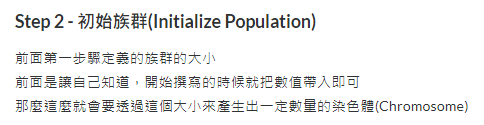 Step 2 - 初始族群(Initialize Population)
前面第一步驟定義的族群的大小
前面是讓自己知道，開始撰寫的時候就把數值帶入即可
那麼這麼就會要透過這個大小來產生出一定數量的染色體(Chromosome)